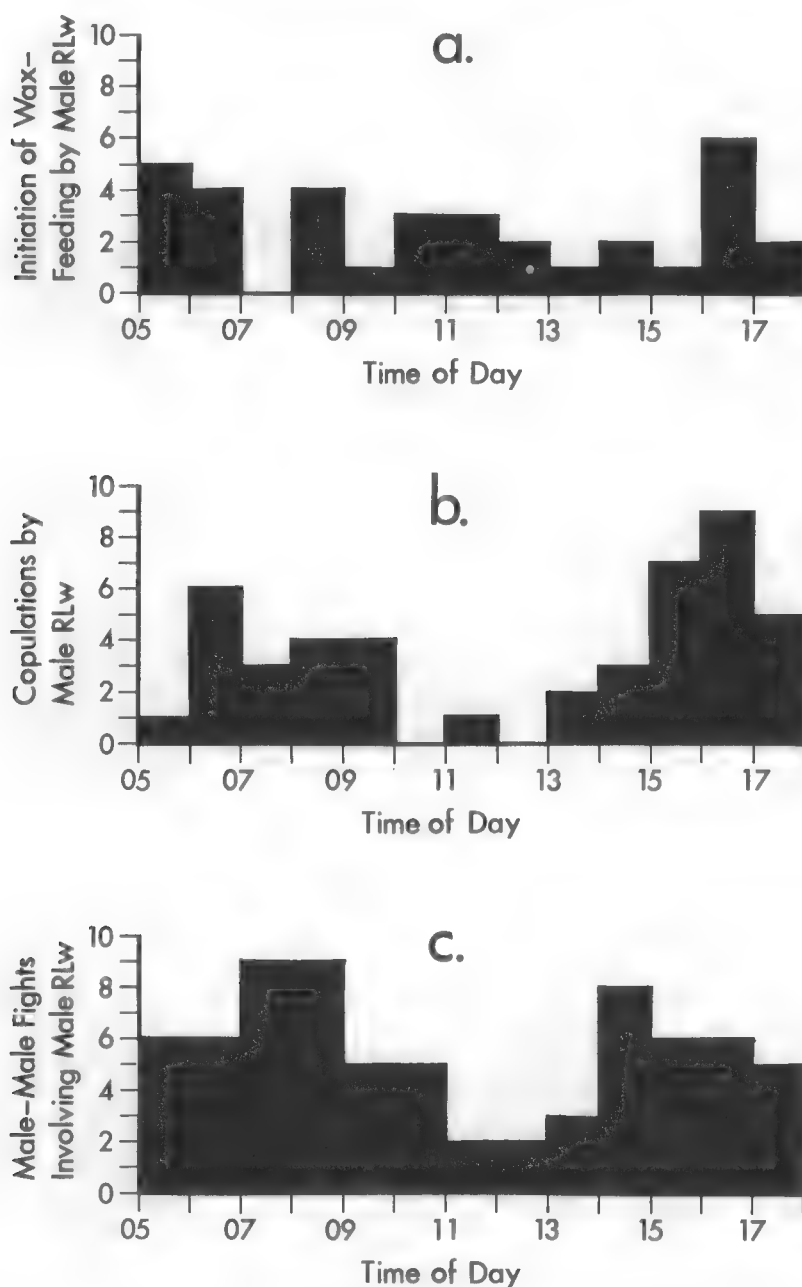 a.
Initiation of Wax-
Feeding by Male RLw
10
8
6
4
2
0
05 07 09 11 13 15 17
Time of Day
b.
Copulations by
Male RLw
10
8
6
4
2
0
05 07 09 11 13 15 17
Time of Day
c.
Male-Male Fights
Involving Male RLw
10
8
6
4
2
0
05 07 09 11 13 15 17
Time of Day